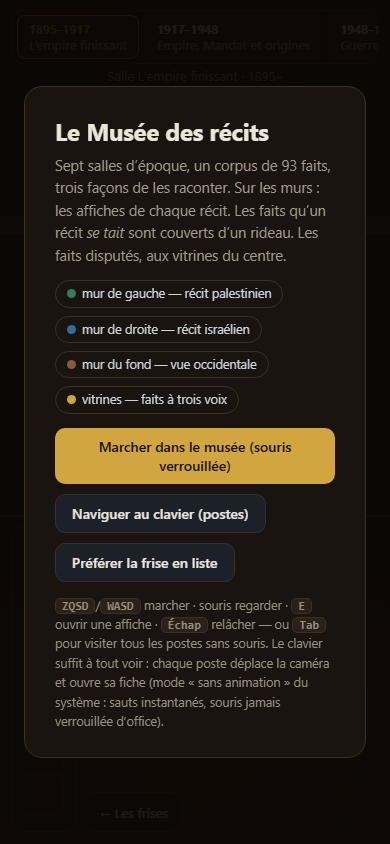 1895–1917
L'empire finissant
1917–1948
Empire, Mandat et origines
1948–1
Guerre
Salle L'empire finissant · 1895–
Le Musée des récits
Sept salles d'époque, un corpus de 93 faits,
trois façons de les raconter. Sur les murs :
les affiches de chaque récit. Les faits qu'un
récit se tait sont couverts d'un rideau. Les
faits disputés, aux vitrines du centre.
mur de gauche — récit palestinien
mur de droite — récit israélien
mur du fond — vue occidentale
vitrines — faits à trois voix
Marcher dans le musée (souris
verrouillée)
Naviguer au clavier (postes)
Préférer la frise en liste
ZQSD/WASD marcher · souris regarder · E
ouvrir une affiche · Échap relâcher — ou Tab
pour visiter tous les postes sans souris. Le clavier
suffit à tout voir : chaque poste déplace la caméra
et ouvre sa fiche (mode « sans animation » du
système : sauts instantanés, souris jamais
verrouillée d'office).
← Les frises